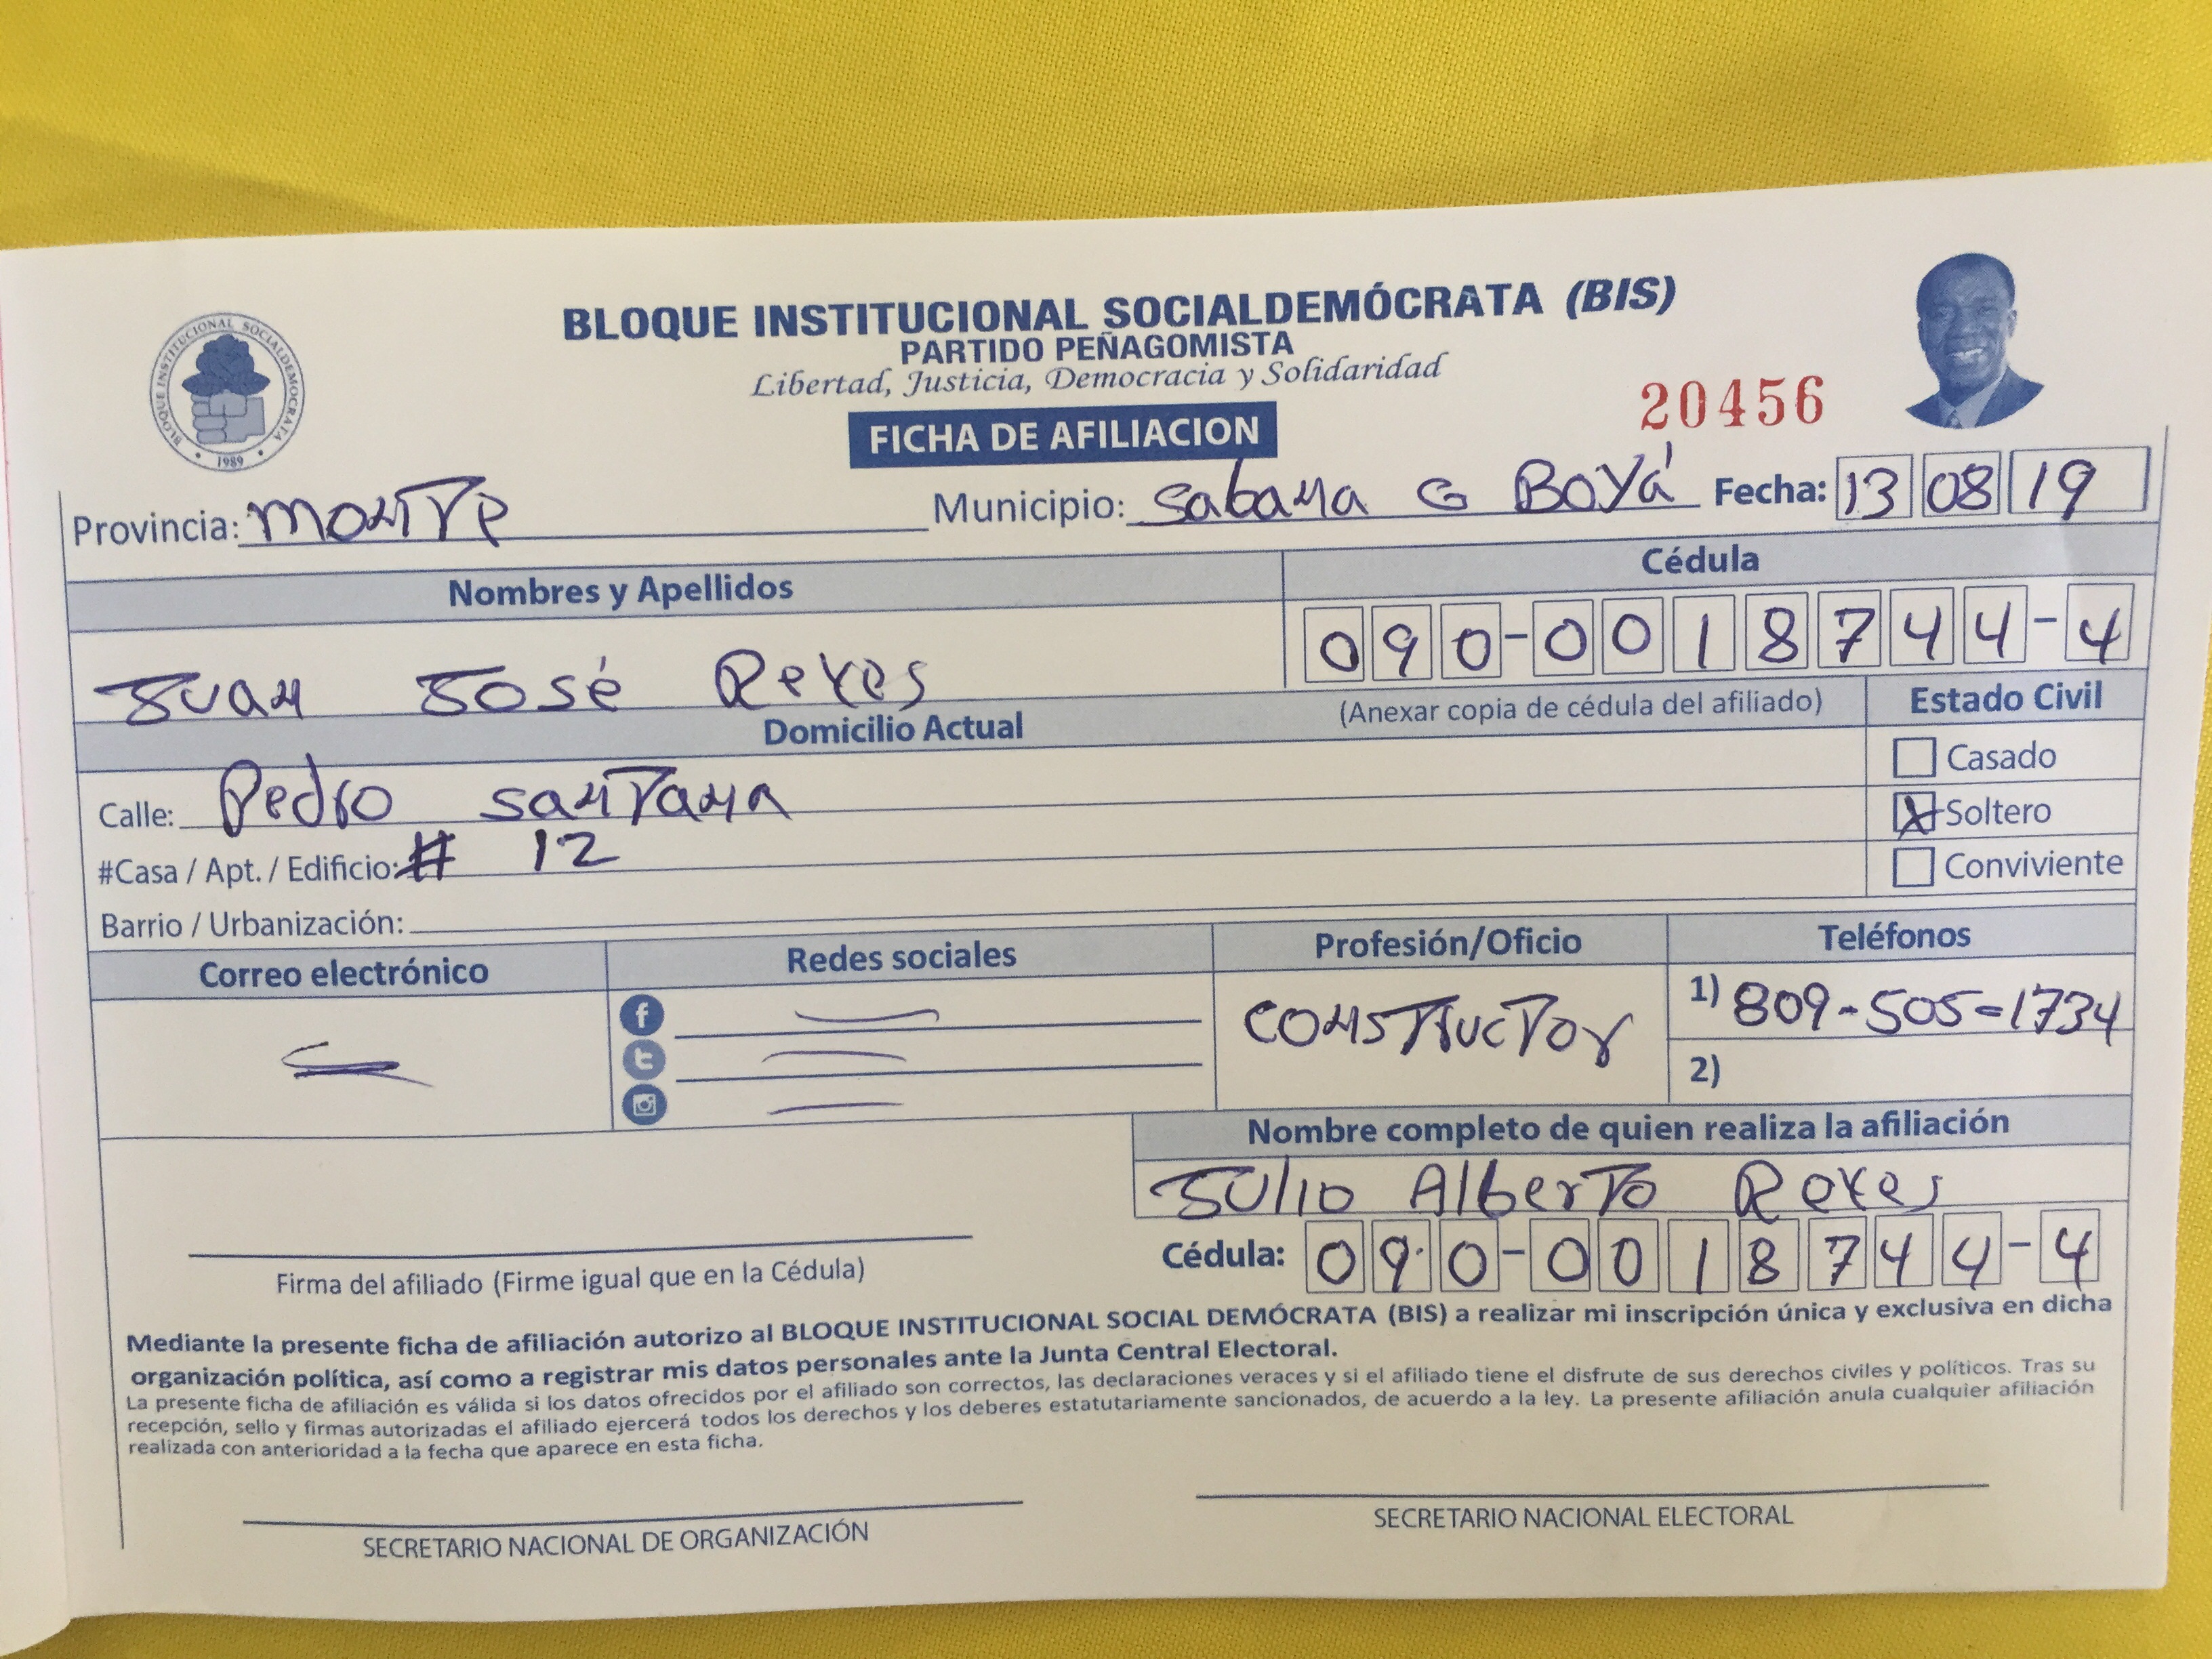 BLOQUE INSTITUCIONAL SOCIALDEMÓCRATA (BIS)
PARTIDO PEÑAGOMISTA
Libertad, Justicia, Democracia y Solidaridad
BLOQUE INSTITUCIONAL SOCIALDEMOCRATA
• 1989 •
20456
FICHA DE AFILIACION
Provincia: Monte Municipio: Sabana G Boyá Fecha: 13 08 19
Nombres y Apellidos Cédula
Juan José Reyes 090-0018744-4
Domicilio Actual (Anexar copia de cédula del afiliado) Estado Civil
Calle: Pedro Santana
#Casa / Apt. / Edificio: # 12
Barrio / Urbanización:
Casado
X Soltero
Conviviente
Correo electrónico Redes sociales Profesión/Oficio Teléfonos
Constructor 1) 809-505-1734
2)
Nombre completo de quien realiza la afiliación
Julio Alberto Reyes
Cédula: 090-0018744-4
Firma del afiliado (Firme igual que en la Cédula)
Mediante la presente ficha de afiliación autorizo al BLOQUE INSTITUCIONAL SOCIAL DEMÓCRATA (BIS) a realizar mi inscripción única y exclusiva en dicha
organización política, así como a registrar mis datos personales ante la Junta Central Electoral.
La presente ficha de afiliación es válida si los datos ofrecidos por el afiliado son correctos, las declaraciones veraces y si el afiliado tiene el disfrute de sus derechos civiles y políticos. Tras su
recepción, sello y firmas autorizadas el afiliado ejercerá todos los derechos y los deberes estatutariamente sancionados, de acuerdo a la ley. La presente afiliación anula cualquier afiliación
realizada con anterioridad a la fecha que aparece en esta ficha.
SECRETARIO NACIONAL DE ORGANIZACIÓN
SECRETARIO NACIONAL ELECTORAL